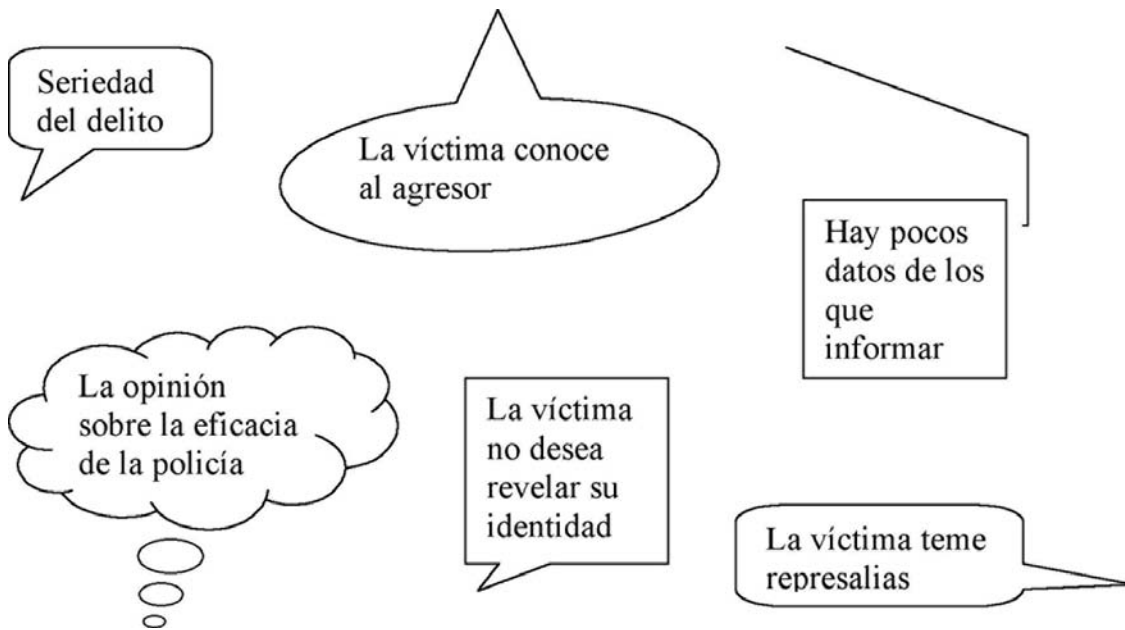 Seriedad
del delito
La víctima conoce
al agresor
Hay pocos
datos de los
que
informar
La opinión
sobre la eficacia
de la policía
La víctima
no desea
revelar su
identidad
La víctima teme
represalias